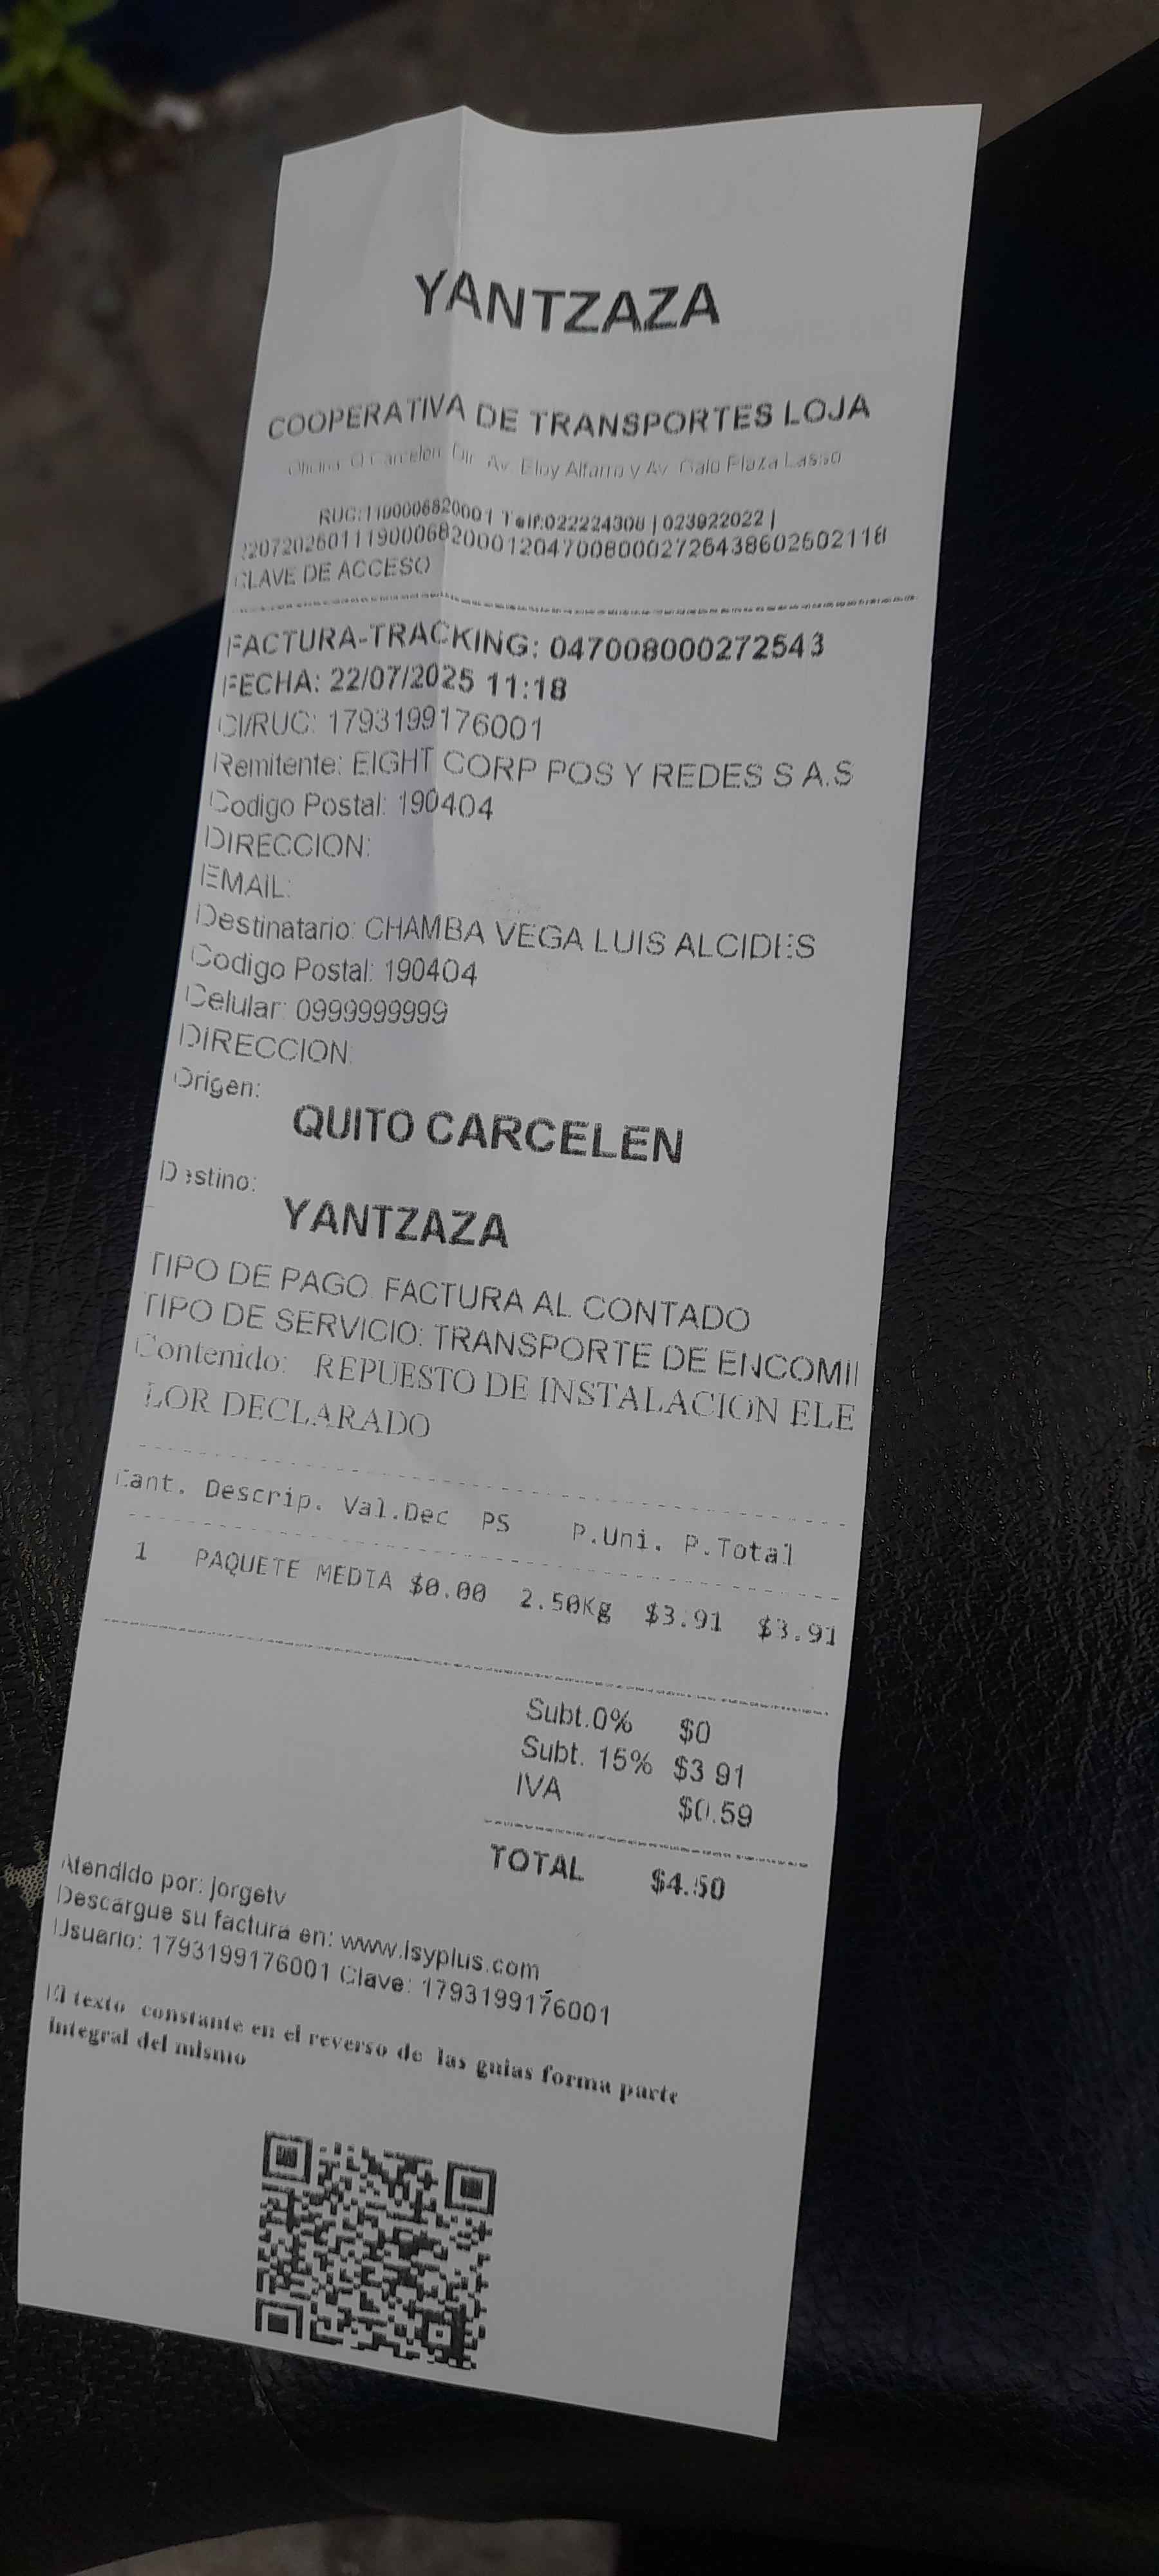 YANTZAZA
COOPERATIVA DE TRANSPORTES LOJA
Oficina: Q Carcelen Dir. Av. Eloy Alfaro y Av. Galo Plaza Lasso
RUC:1190006820001 Telf:022224308 | 023922022 |
CLAVE DE ACCESO
FACTURA-TRACKING: 047008000272543
FECHA: 22/07/2025 11:18
CI/RUC: 1793199176001
Remitente: EIGHT CORP POS Y REDES S A.S
Codigo Postal: 190404
DIRECCION:
EMAIL:
Destinatario: CHAMBA VEGA LUIS ALCIDES
Codigo Postal: 190404
Celular: 0999999999
DIRECCION:
Origen:
QUITO CARCELEN
Destino:
YANTZAZA
TIPO DE PAGO: FACTURA AL CONTADO
TIPO DE SERVICIO: TRANSPORTE DE ENCOMI
Contenido: REPUESTO DE INSTALACION ELE
LOR DECLARADO
Cant. Descrip. Val.Dec PS P.Uni. P.Total
1 PAQUETE MEDIA $0.00 2.50Kg $3.91 $3.91
Subt.0% $0
Subt. 15% $3.91
IVA $0.59
TOTAL $4.50
Atendido por: jorgetv
Descargue su factura en: www.lsyplus.com
Usuario: 1793199176001 Clave: 1793199176001
El texto constante en el reverso de las guias forma parte
integral del mismo